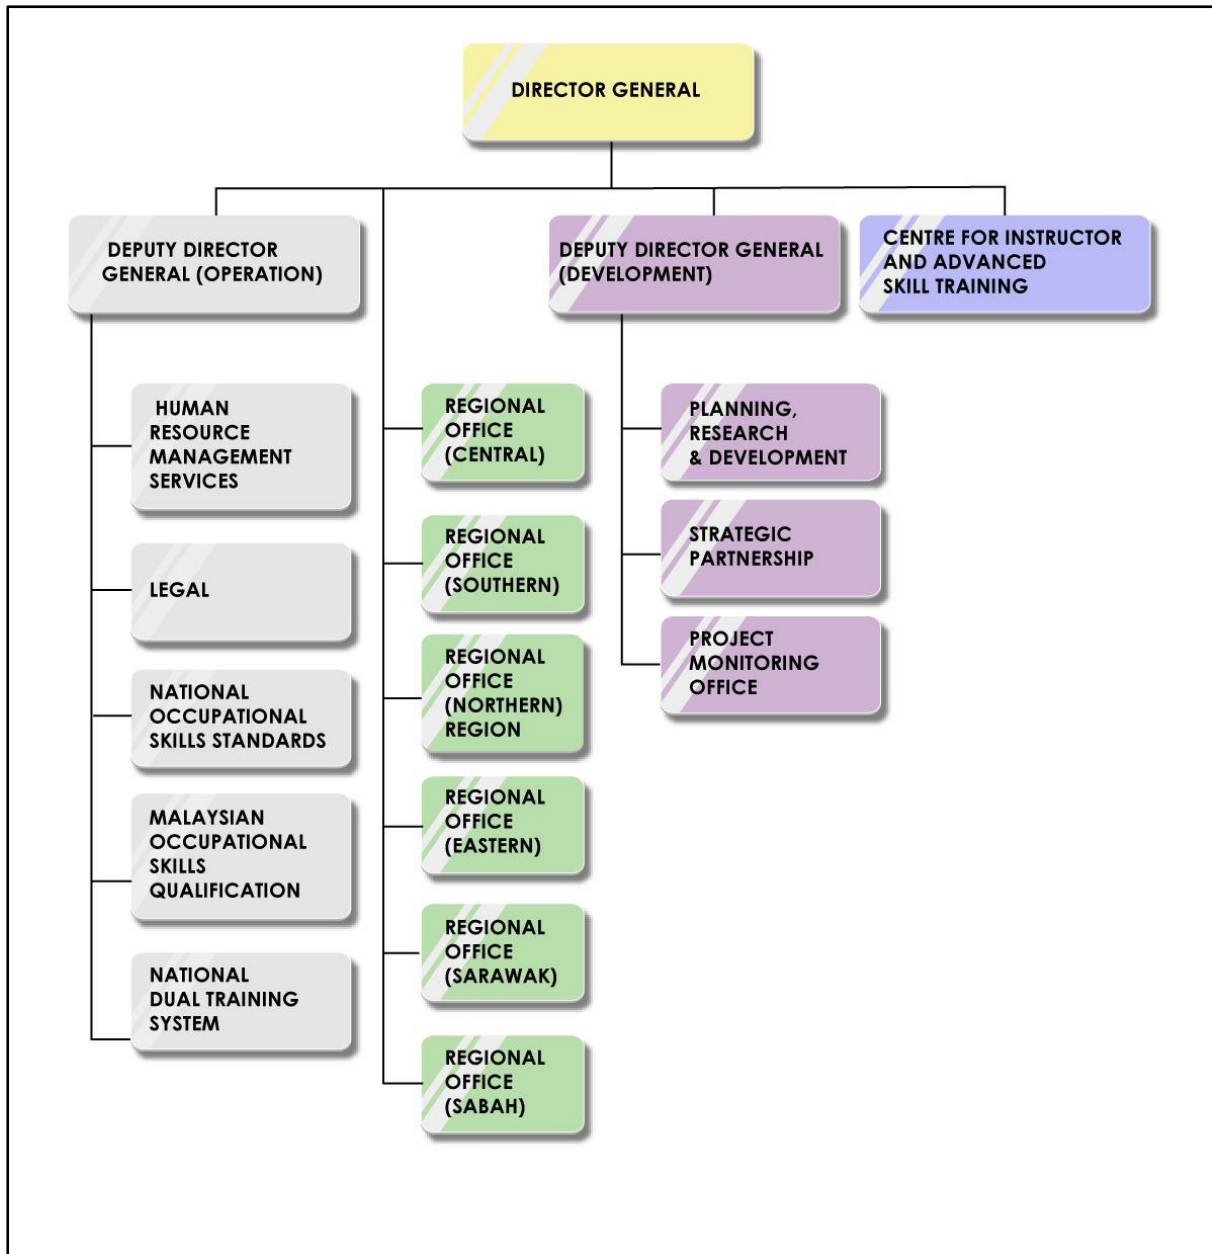 DIRECTOR GENERAL
DEPUTY DIRECTOR
GENERAL (OPERATION)
DEPUTY DIRECTOR GENERAL
(DEVELOPMENT)
CENTRE FOR INSTRUCTOR
AND ADVANCED
SKILL TRAINING
HUMAN
RESOURCE
MANAGEMENT
SERVICES
LEGAL
NATIONAL
OCCUPATIONAL
SKILLS STANDARDS
MALAYSIAN
OCCUPATIONAL
SKILLS
QUALIFICATION
NATIONAL
DUAL TRAINING
SYSTEM
REGIONAL
OFFICE
(CENTRAL)
REGIONAL
OFFICE
(SOUTHERN)
REGIONAL
OFFICE
(NORTHERN)
REGION
REGIONAL
OFFICE
(EASTERN)
REGIONAL
OFFICE
(SARAWAK)
REGIONAL
OFFICE
(SABAH)
PLANNING,
RESEARCH
& DEVELOPMENT
STRATEGIC
PARTNERSHIP
PROJECT
MONITORING
OFFICE